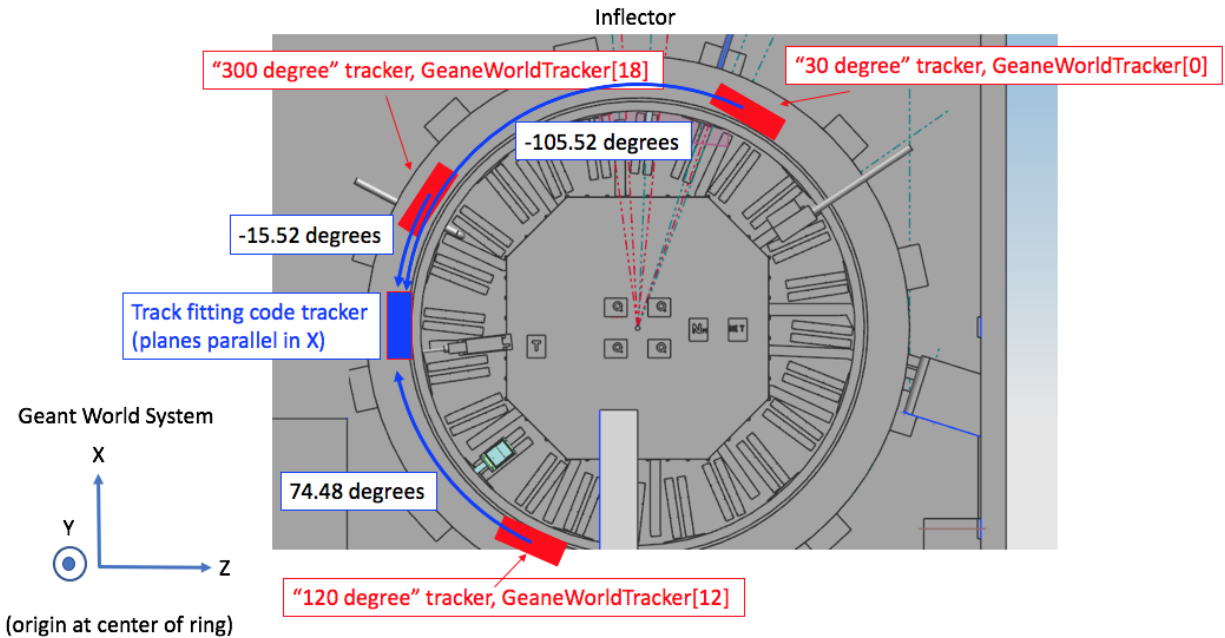 Inflector
“300 degree” tracker, GeaneWorldTracker[18]
“30 degree” tracker, GeaneWorldTracker[0]
-105.52 degrees
-15.52 degrees
Track fitting code tracker
(planes parallel in X)
Q
Q
T
Q
Q
Geant World System
X
Y
Z
74.48 degrees
“120 degree” tracker, GeaneWorldTracker[12]
(origin at center of ring)